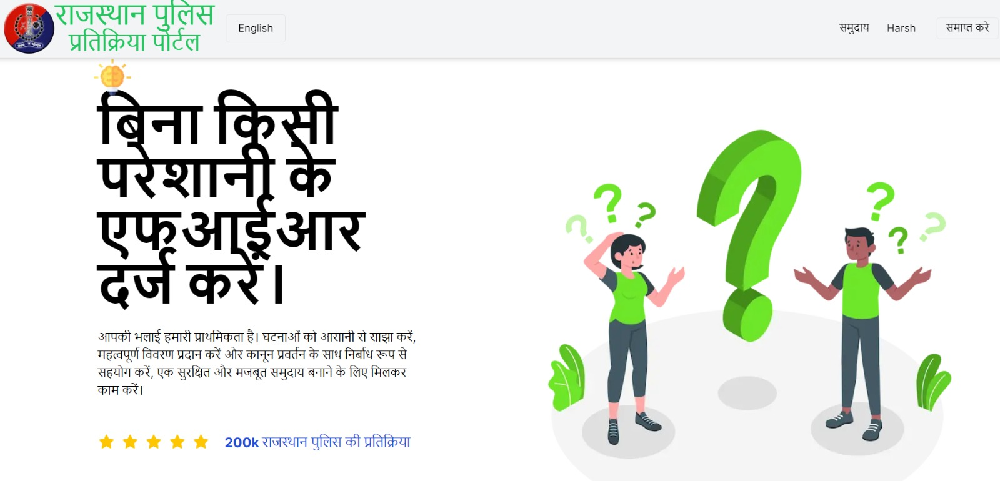 राजस्थान पुलिस
प्रतिक्रिया पोर्टल
English
समुदाय
Harsh
समाप्त करे
बिना किसी
परेशानी के
एफआईआर
दर्ज करें।
आपकी भलाई हमारी प्राथमिकता है। घटनाओं को आसानी से साझा करें,
महत्वपूर्ण विवरण प्रदान करें और कानून प्रवर्तन के साथ निर्बाध रूप से
सहयोग करें, एक सुरक्षित और मजबूत समुदाय बनाने के लिए मिलकर
काम करें।
200k राजस्थान पुलिस की प्रतिक्रिया